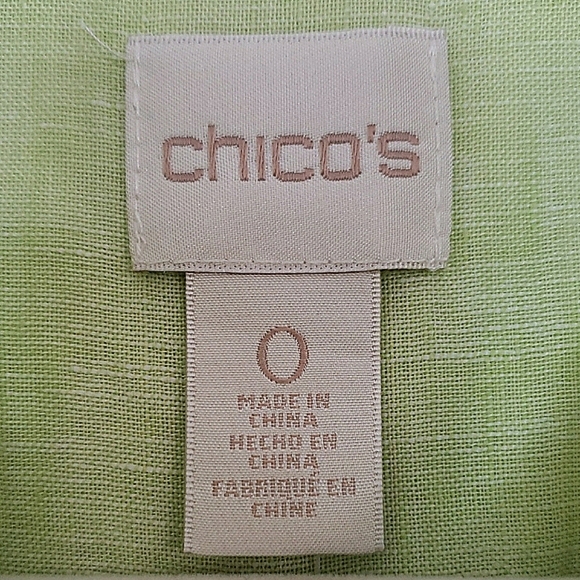 chico's
0
MADE IN
CHINA
HECHO EN
CHINA
FABRIQUÉ EN
CHINE